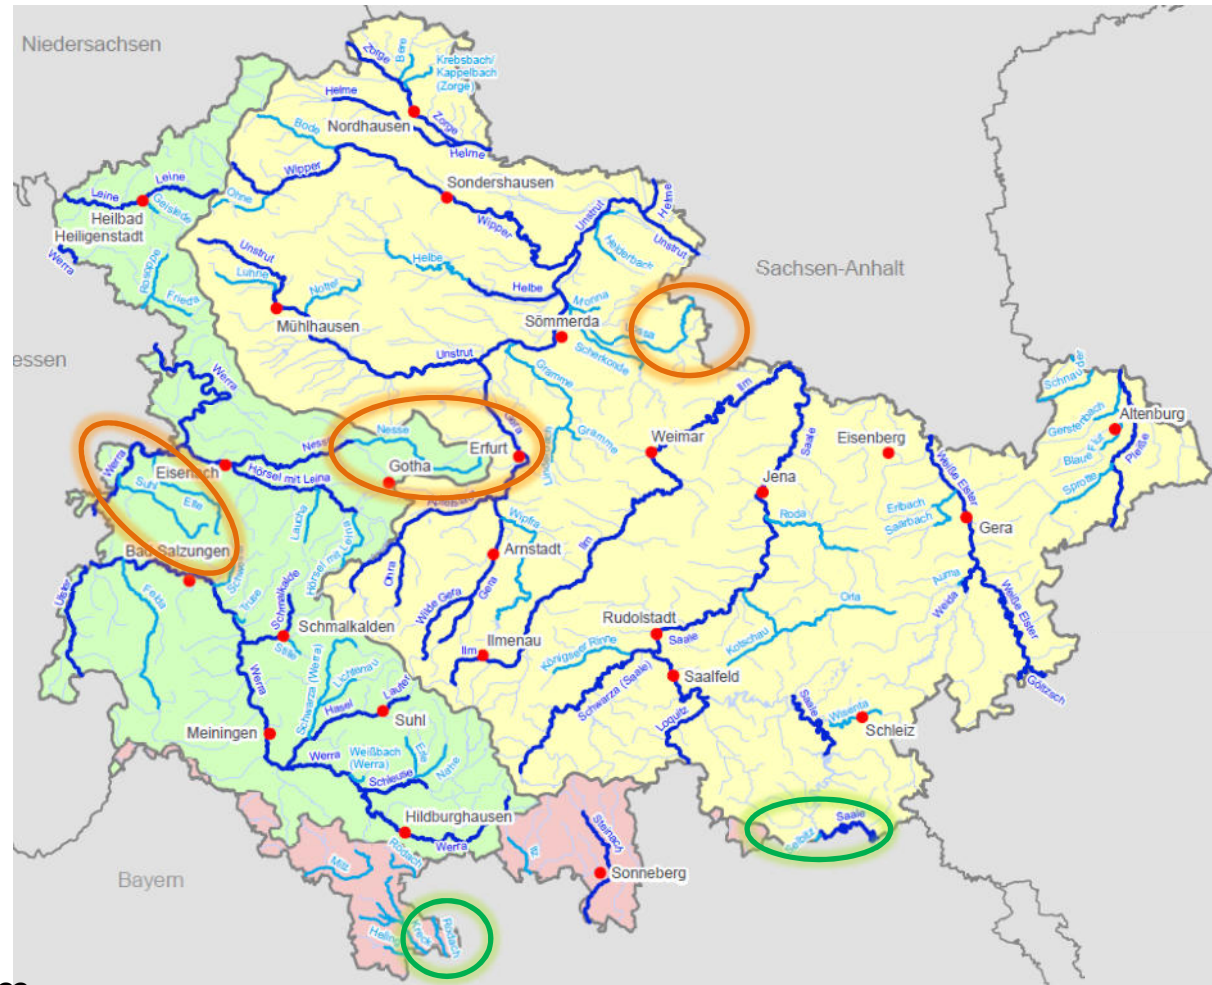 Niedersachsen
Zorge
Bere
Krebsbach/
Kappelbach
(Zorge)
Helme
Nordhausen
Zorge
Bode
Helme
Wipper
Leine
Leine
Geislede
Ohne
Sondershausen
Heilbad
Heiligenstadt
Wipper
Unstrut
Helme
Unstrut
Helderbach
Werra
Rosoppe
Frieda
Unstrut
Luhne
Notter
Helbe
Helbe
Sachsen-Anhalt
Monna
Mühlhausen
Sömmerda
Lossa
Scherkonde
Unstrut
essen
Werra
Gramme
Ilm
Schnauder
Gerstenbach
Altenburg
Blaue Flut
Pleiße
Sprotte
Nesse
Gera
Gramme
Weimar
Saale
Eisenberg
Erfurt
Gotha
Werra
Eisenach
Hörsel mit Leina
Suhl
Elte
Jena
Weiße Elster
Erlbach
Saarbach
Gera
Roda
Laucha
Hörsel mit Leina
Wipfra
Bad Salzungen
Arnstadt
Ilm
Ulster
Felda
Truse
Schmalkalde
Ohra
Wilde Gera
Gera
Auma
Weida
Weiße Elster
Orla
Schmalkalden
Stille
Rudolstadt
Saale
Kotschau
Ilmenau
Ilm
Königseer Rinne
Saalfeld
Schwarza (Saale)
Loquitz
Göltzsch
Werra
Schwarza (Werra)
Lichtenau
Lauter
Hasel
Suhl
Saale
Wisenta
Schleiz
Meiningen
Werra
Weißbach
(Werra)
Erle
Nahe
Schleuse
Hildburghausen
Werra
Rodach
Milz
Itz
Steinach
Sonneberg
Selbitz
Saale
Bayern
Kreck
Rodach